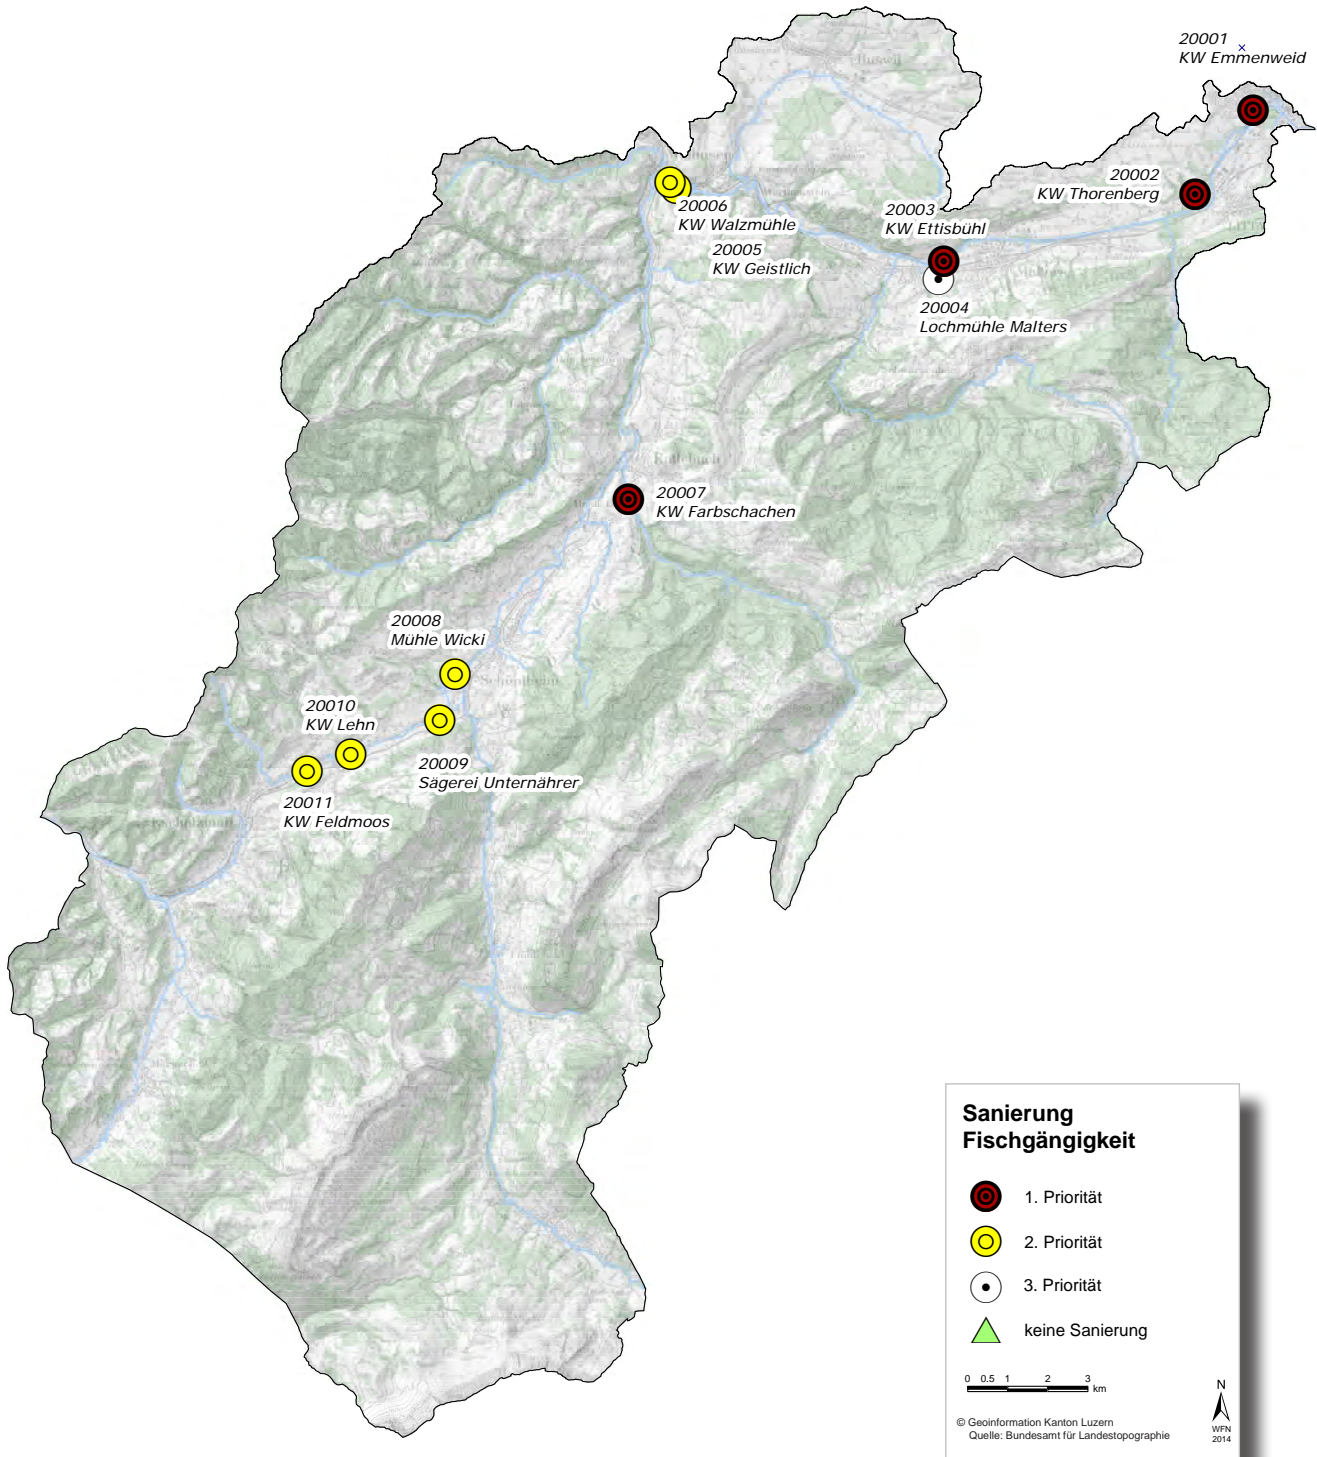 20001
KW Emmenweid
20002
KW Thorenberg
20003
KW Ettisbühl
20006
KW Walzmühle
20005
KW Geistlich
20004
Lochmühle Malters
20007
KW Farbschachen
20008
Mühle Wicki
20010
KW Lehn
20009
Sägerei Unternährer
20011
KW Feldmoos
Sanierung
Fischgängigkeit
1. Priorität
2. Priorität
3. Priorität
keine Sanierung
0 0.5 1 2 3
km
N
WFN
2014
© Geoinformation Kanton Luzern
Quelle: Bundesamt für Landestopographie